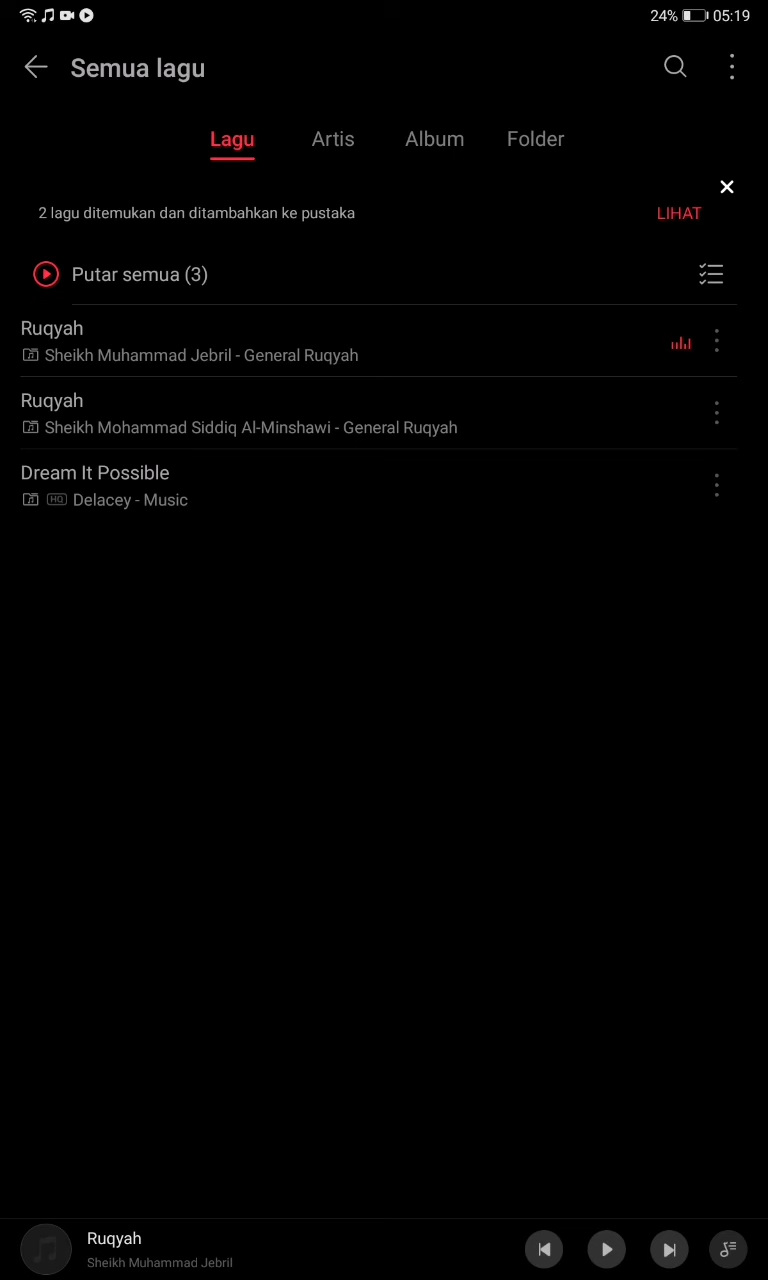 24% 05:19
Semua lagu
Lagu Artis Album Folder
2 lagu ditemukan dan ditambahkan ke pustaka LIHAT
Putar semua (3)
Ruqyah
Sheikh Muhammad Jebril - General Ruqyah
Ruqyah
Sheikh Mohammad Siddiq Al-Minshawi - General Ruqyah
Dream It Possible
HQ Delacey - Music
Ruqyah
Sheikh Muhammad Jebril